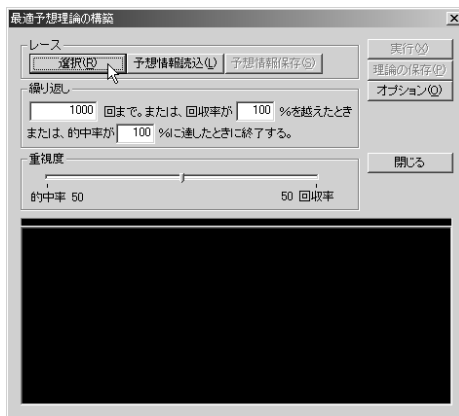 最適予想理論の構築
レース
選択(R) 予想情報読込(L) 予想情報保存(S)
繰り返し
1000 回まで。または、回収率が 100 %を越えたとき
または、的中率が 100 %に達したときに終了する。
重視度
的中率 50 50 回収率
実行(X)
理論の保存(P)
オプション(O)
閉じる